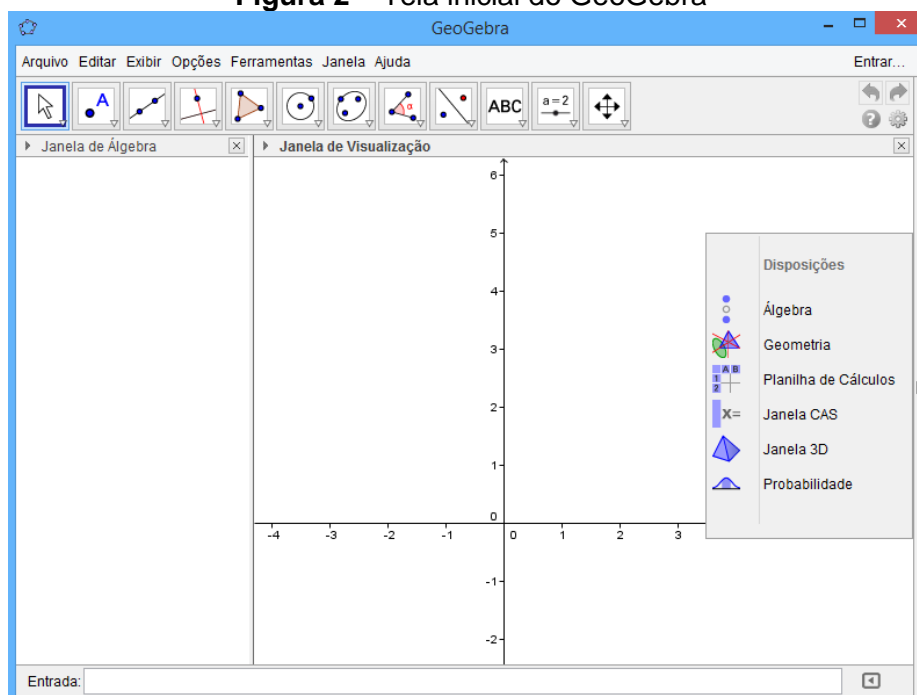 Figura 2 – Tela inicial do GeoGebra
GeoGebra
Arquivo Editar Exibir Opções Ferramentas Janela Ajuda Entrar...
A α ABC a=2
Janela de Álgebra Janela de Visualização
6
5
4
3
2
1
0
-4 -3 -2 -1 0 1 2 3
-1
-2
Disposições
Álgebra
Geometria
A B
1
2
Planilha de Cálculos
X= Janela CAS
Janela 3D
Probabilidade
Entrada: